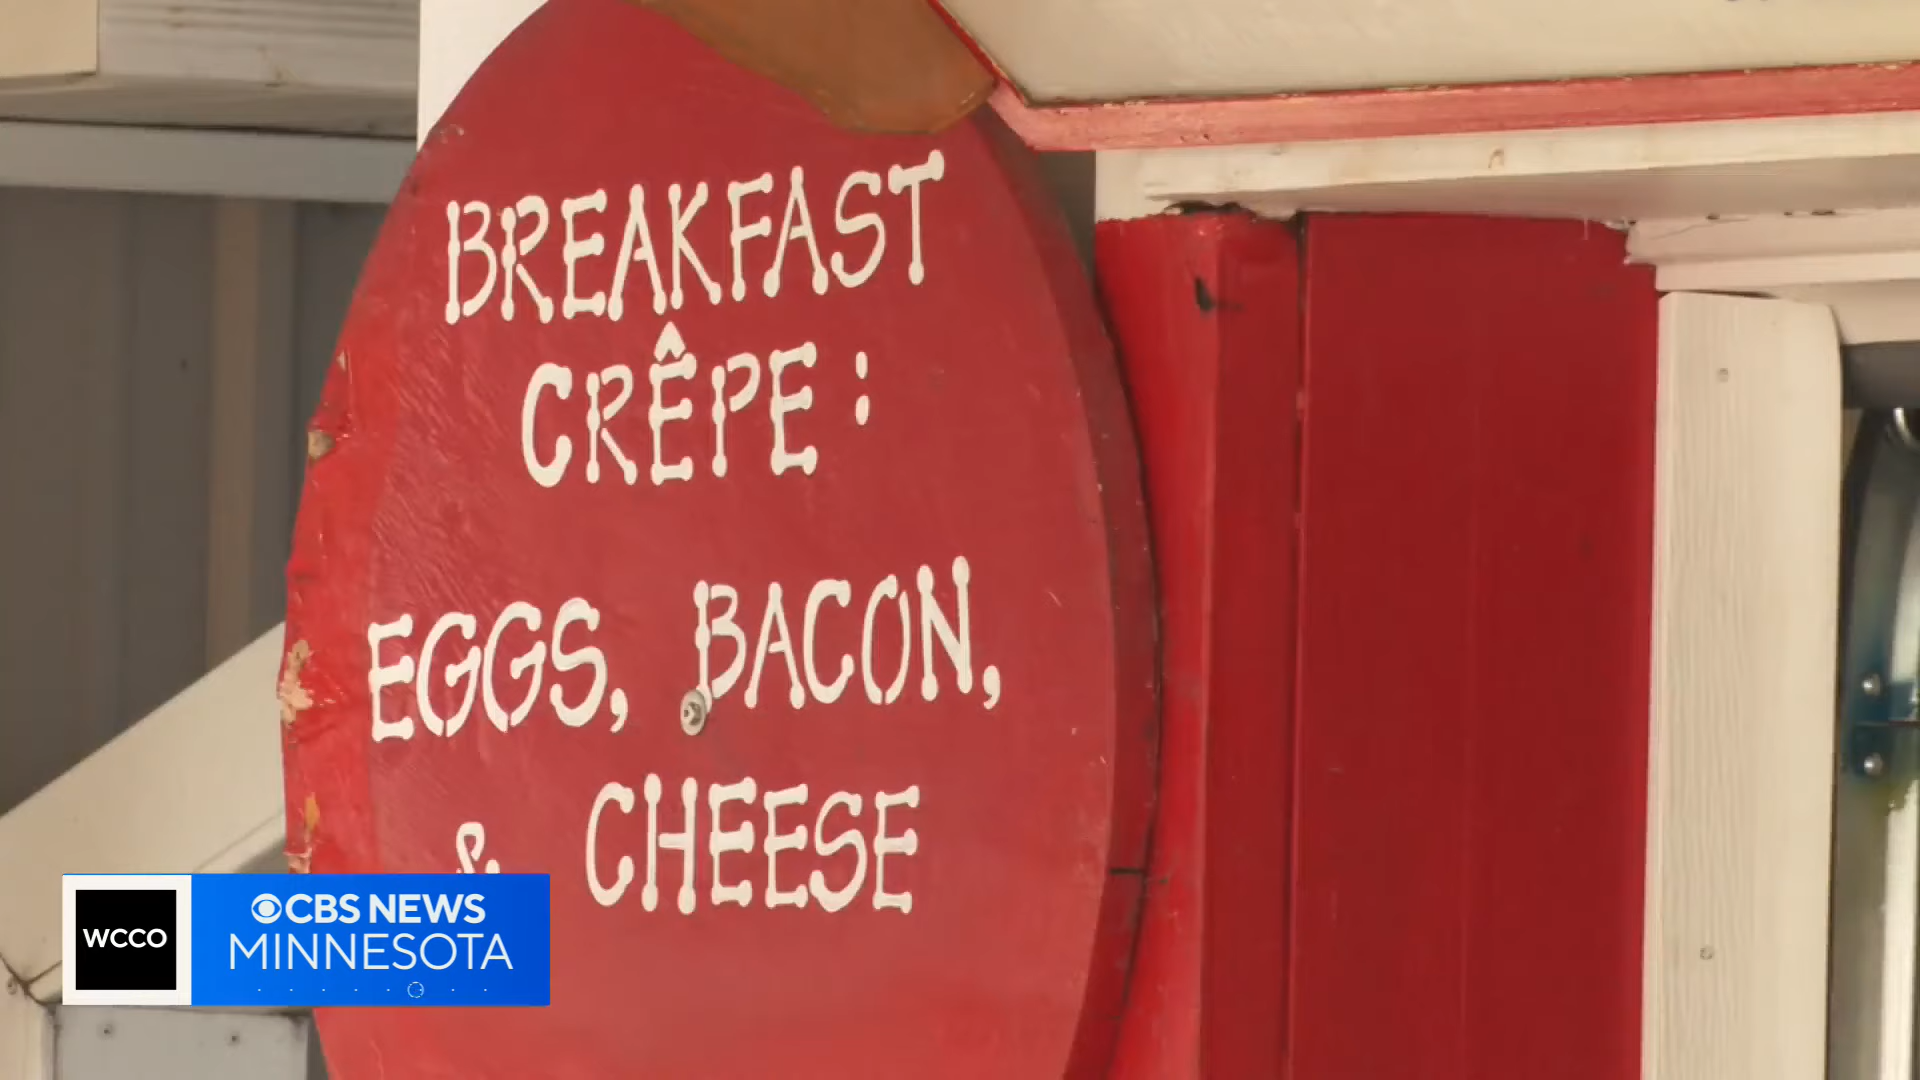 BREAKFAST
CRÊPE:
EGGS, BACON,
& CHEESE
WCCO
CBS NEWS
MINNESOTA